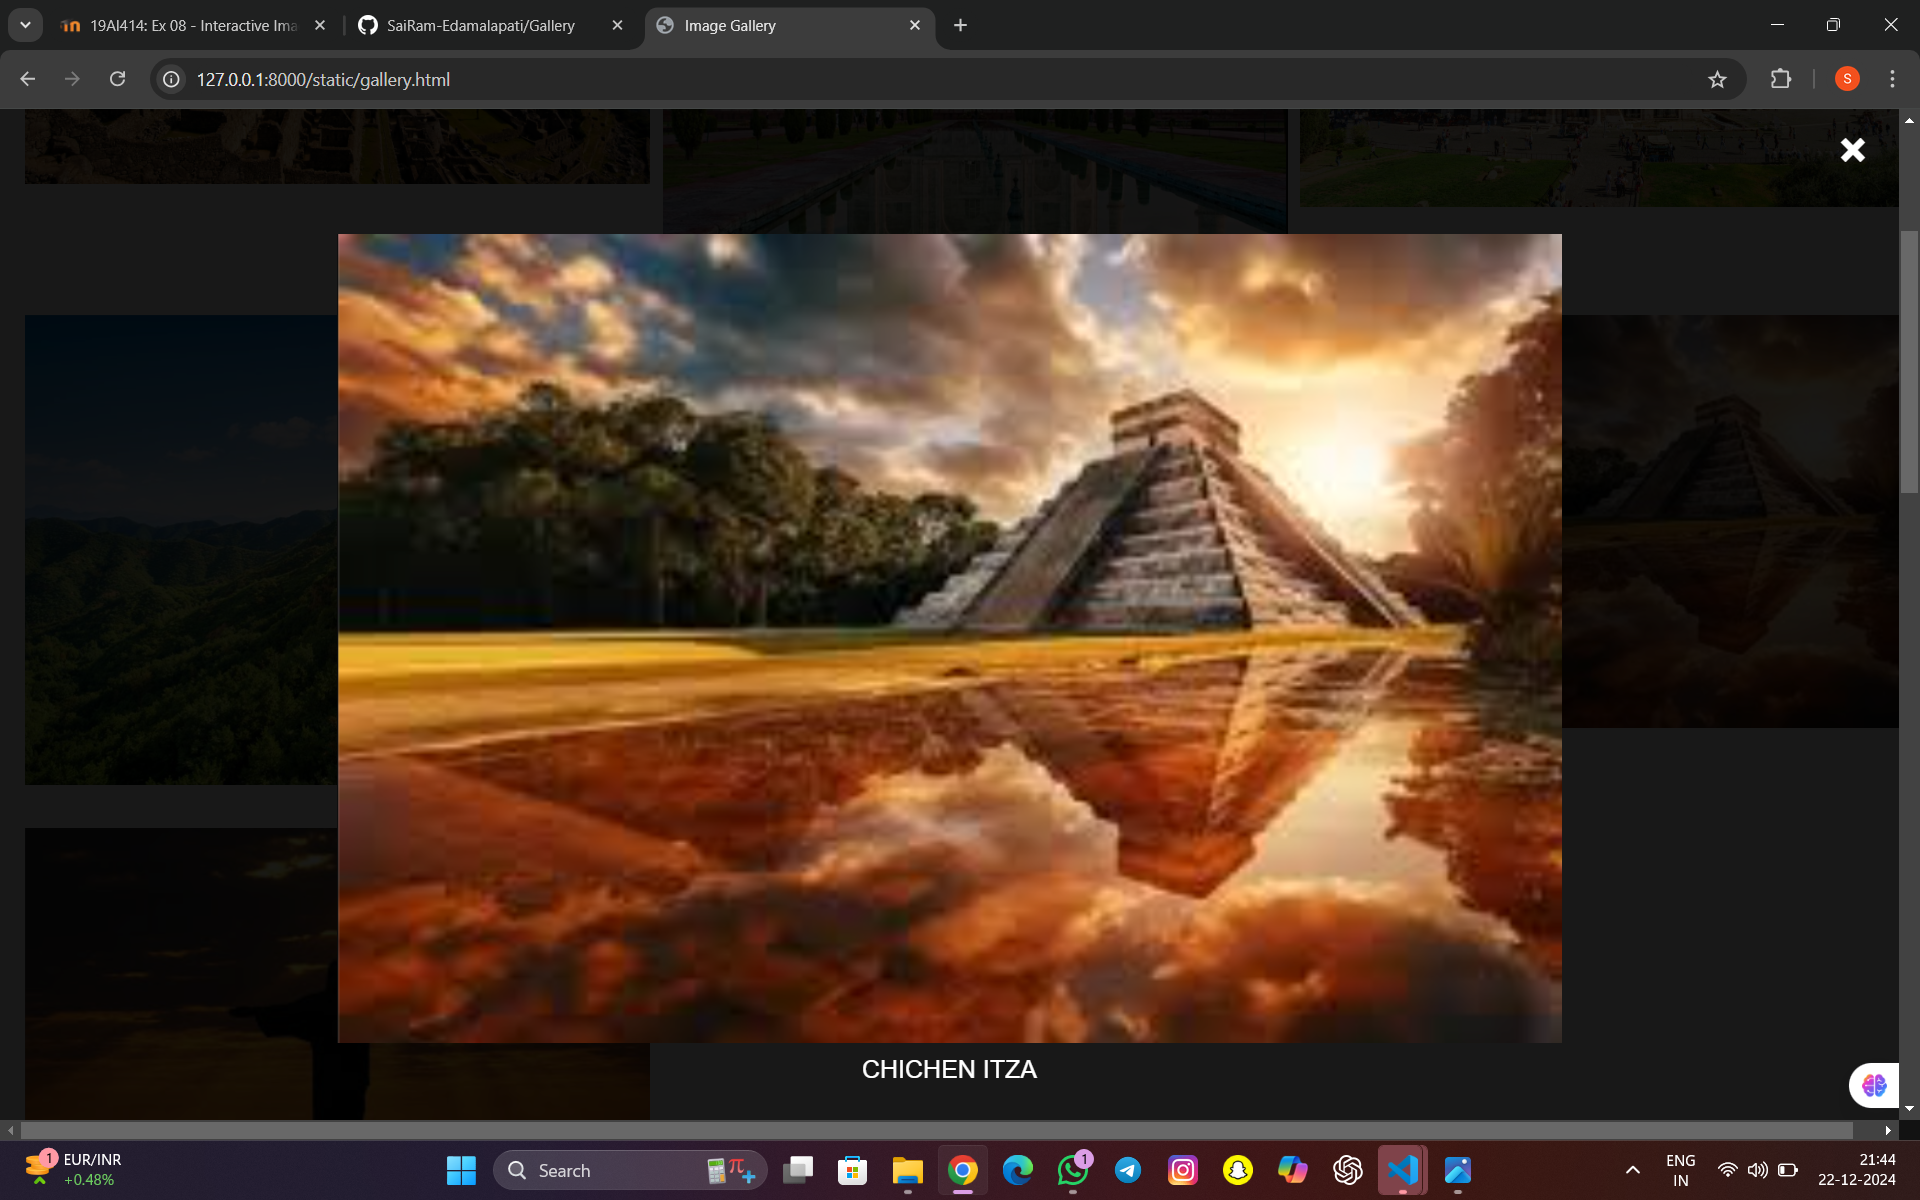 19AI414: Ex 08 - Interactive Ima
SaiRam-Edamalapati/Gallery
Image Gallery
127.0.0.1:8000/static/gallery.html
S
CHICHEN ITZA
1
EUR/INR
+0.48%
Search
1
ENG
IN
21:44
22-12-2024